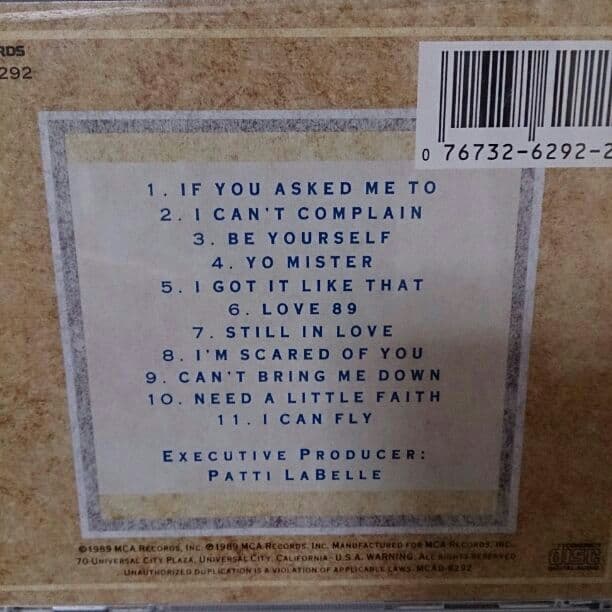 RDS
6292
0 76732-6292-2
1. IF YOU ASKED ME TO
2. I CAN'T COMPLAIN
3. BE YOURSELF
4. YO MISTER
5. I GOT IT LIKE THAT
6. LOVE 89
7. STILL IN LOVE
8. I'M SCARED OF YOU
9. CAN'T BRING ME DOWN
10. NEED A LITTLE FAITH
11. I CAN FLY
EXECUTIVE PRODUCER:
PATTI LABELLE
©1989 MCA RECORDS, INC. ℗1989 MCA RECORDS, INC. MANUFACTURED FOR MCA RECORDS, INC.,
70 UNIVERSAL CITY PLAZA, UNIVERSAL CITY, CALIFORNIA - U.S.A. WARNING: ALL RIGHTS RESERVED
UNAUTHORIZED DUPLICATION IS A VIOLATION OF APPLICABLE LAWS. MCAD-6292
COMPACT
disc
DIGITAL AUDIO